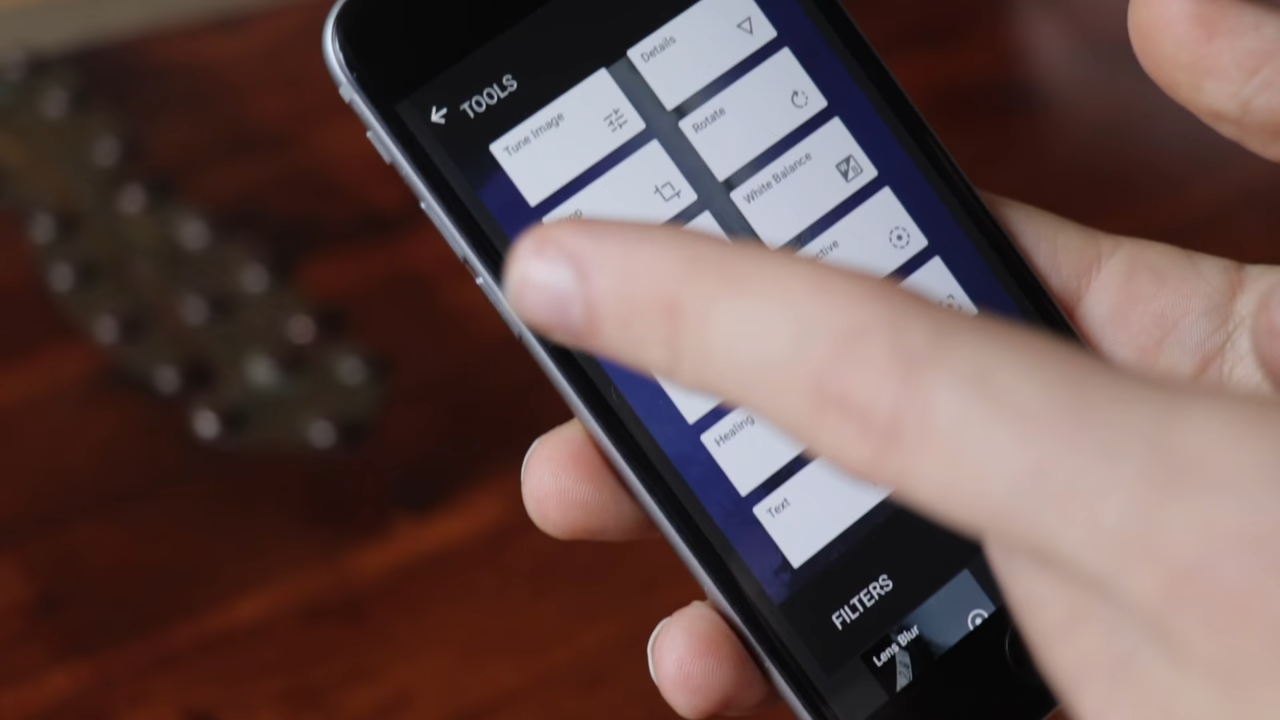 TOOLS
Tune Image
Details
Rotate
White Balance
Healing
Text
FILTERS
Lens Blur